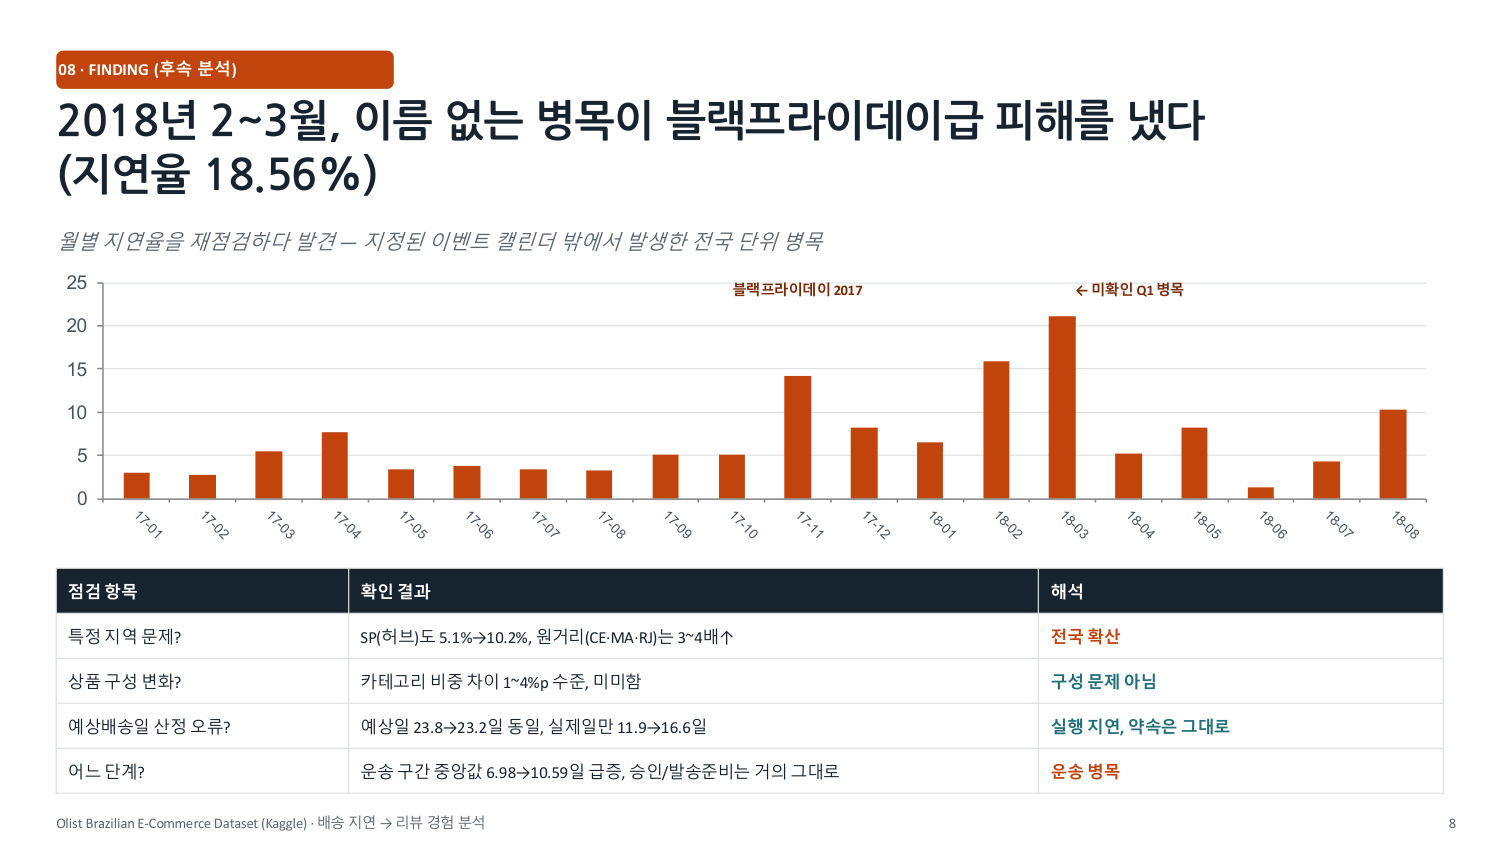 08 · FINDING (후속 분석)
2018년 2~3월, 이름 없는 병목이 블랙프라이데이급 피해를 냈다
(지연율 18.56%)
월별 지연율을 재점검하다 발견 — 지정된 이벤트 캘린더 밖에서 발생한 전국 단위 병목
25
20
15
10
5
0
블랙프라이데이 2017
← 미확인 Q1 병목
17-01
17-02
17-03
17-04
17-05
17-06
17-07
17-08
17-09
17-10
17-11
17-12
18-01
18-02
18-03
18-04
18-05
18-06
18-07
18-08
점검 항목 확인 결과 해석
특정 지역 문제? SP(허브)도 5.1%→10.2%, 원거리(CE·MA·RJ)는 3~4배↑ 전국 확산
상품 구성 변화? 카테고리 비중 차이 1~4%p 수준, 미미함 구성 문제 아님
예상배송일 산정 오류? 예상일 23.8→23.2일 동일, 실제일만 11.9→16.6일 실행 지연, 약속은 그대로
어느 단계? 운송 구간 중앙값 6.98→10.59일 급증, 승인/발송준비는 거의 그대로 운송 병목
Olist Brazilian E-Commerce Dataset (Kaggle) · 배송 지연 → 리뷰 경험 분석
8